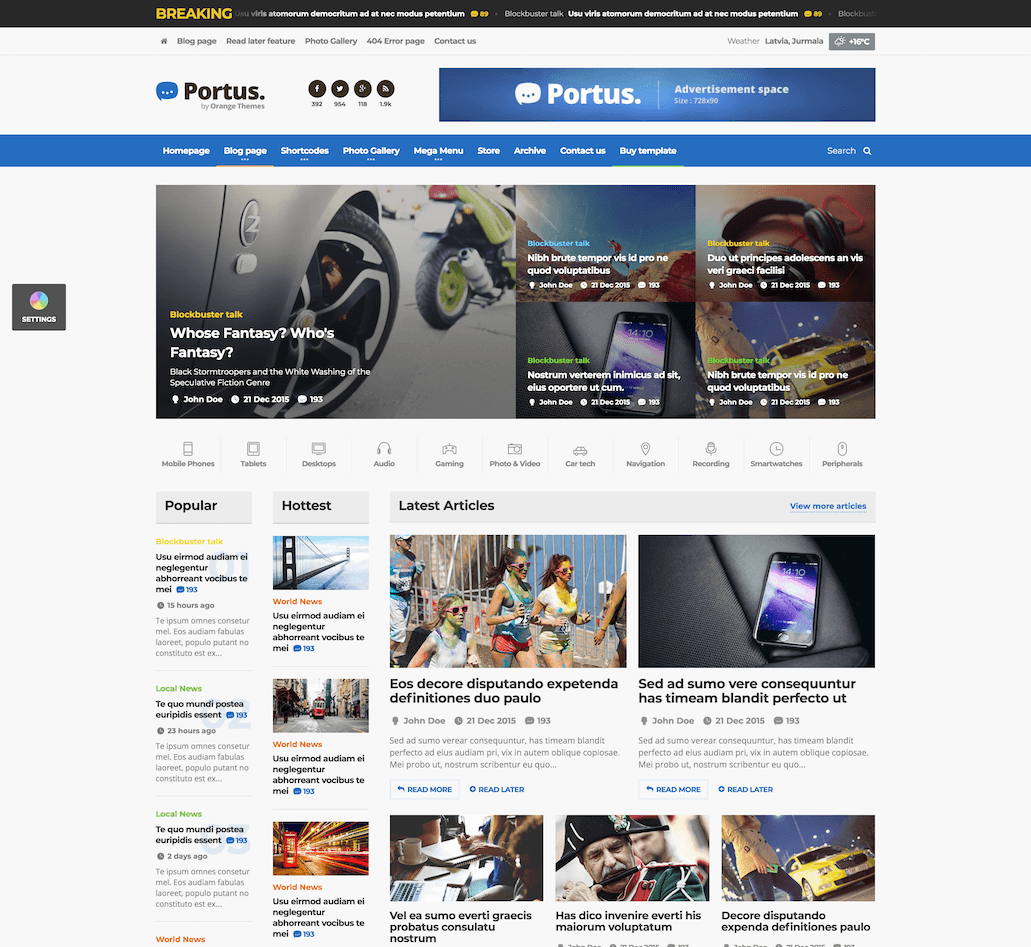 BREAKING Usu viris atomorum democritum ad at nec modus petentium 89 • Blockbuster talk Usu viris atomorum democritum ad at nec modus petentium 89 • Blockbus
Blog page Read later feature Photo Gallery 404 Error page Contact us Weather Latvia, Jurmala +16°C
Portus.
by Orange Themes
392 954 118 1.9k
Portus.
Advertisement space
Size : 728x90
Homepage Blog page Shortcodes Photo Gallery Mega Menu Store Archive Contact us Buy template Search
SETTINGS
Blockbuster talk
Whose Fantasy? Who's
Fantasy?
Black Stormtroopers and the White Washing of the
Speculative Fiction Genre
John Doe 21 Dec 2015 193
Blockbuster talk
Nibh brute tempor vis id pro ne
quod voluptatibus
John Doe 21 Dec 2015 193
Blockbuster talk
Duo ut principes adolescens an vis
veri graeci facilisi
John Doe 21 Dec 2015 193
14:10
Blockbuster talk
Nostrum verterem inimicus ad sit,
eius oportere ut cum.
John Doe 21 Dec 2015 193
Blockbuster talk
Nibh brute tempor vis id pro ne
quod voluptatibus
John Doe 21 Dec 2015 193
Mobile Phones Tablets Desktops Audio Gaming Photo & Video Car tech Navigation Recording Smartwatches Peripherals
Popular
Blockbuster talk
01
Usu eirmod audiam ei
neglegentur
abhorreant vocibus te
mei 193
15 hours ago
Te ipsum omnes consetur
mel. Eos audiam fabulas
laoreet, populo putant no
constituto est ex...
Local News
02
Te quo mundi postea
euripidis essent 193
23 hours ago
Te ipsum omnes consetur
mel. Eos audiam fabulas
laoreet, populo putant no
constituto est ex...
Local News
03
Te quo mundi postea
euripidis essent 193
2 days ago
Te ipsum omnes consetur
mel. Eos audiam fabulas
laoreet, populo putant no
constituto est ex...
World News
Hottest
World News
Usu eirmod audiam ei
neglegentur
abhorreant vocibus te
mei 193
World News
Usu eirmod audiam ei
neglegentur
abhorreant vocibus te
mei 193
World News
Usu eirmod audiam ei
neglegentur
abhorreant vocibus te
mei 193
Latest Articles View more articles
Eos decore disputando expetenda
definitiones duo paulo
John Doe 21 Dec 2015 193
Sed ad sumo verear consequuntur, has timeam blandit
perfecto ad eius audiam pri, vix in autem oblique copiosae.
Mei probo ut, nostrum scribentur eu quo...
READ MORE READ LATER
14:10
Sed ad sumo vere consequuntur
has timeam blandit perfecto ut
John Doe 21 Dec 2015 193
Sed ad sumo verear consequuntur, has timeam blandit
perfecto ad eius audiam pri, vix in autem oblique copiosae.
Mei probo ut, nostrum scribentur eu quo...
READ MORE READ LATER
Vel ea sumo everti graecis
probatus consulatu
nostrum
Has dico invenire everti his
maiorum voluptatum
John Doe 21 Dec 2015 193
Decore disputando
expenda definitiones paulo
John Doe 21 Dec 2015 193